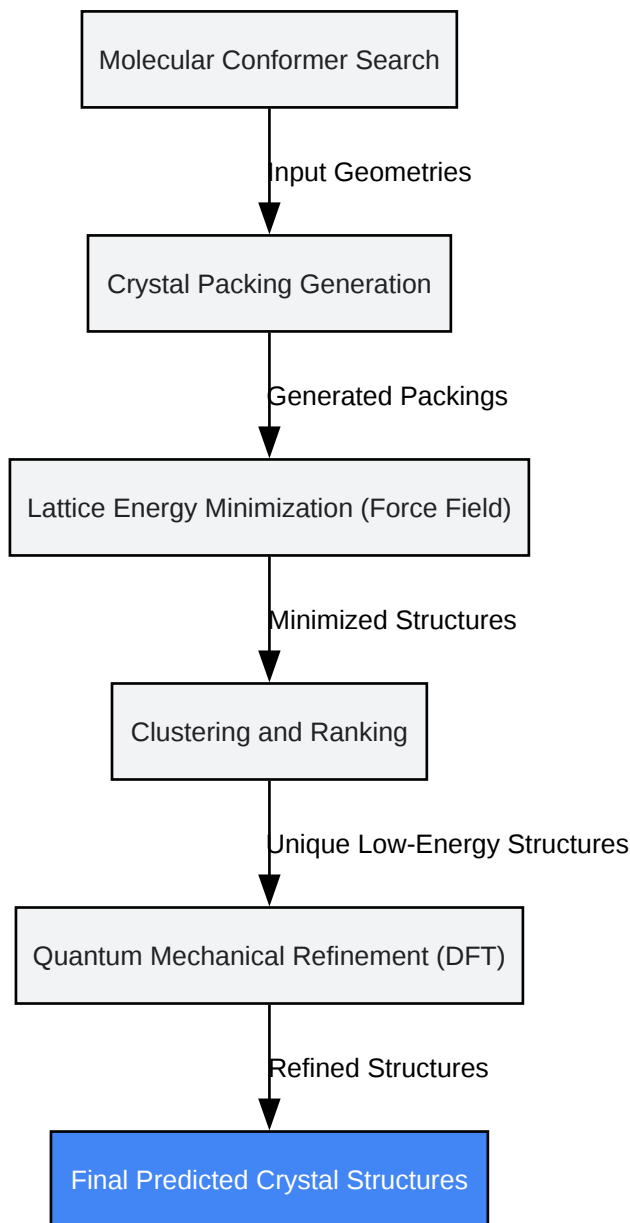 Molecular Conformer Search
Input Geometries
Crystal Packing Generation
Generated Packings
Lattice Energy Minimization (Force Field)
Minimized Structures
Clustering and Ranking
Unique Low-Energy Structures
Quantum Mechanical Refinement (DFT)
Refined Structures
Final Predicted Crystal Structures